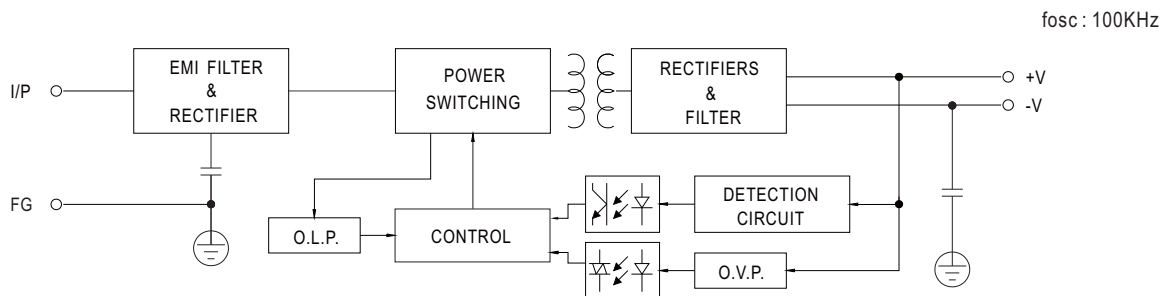 fosc : 100KHz
I/P
EMI FILTER
&
RECTIFIER
POWER
SWITCHING
RECTIFIERS
&
FILTER
+V
-V
FG
O.L.P.
CONTROL
DETECTION
CIRCUIT
O.V.P.